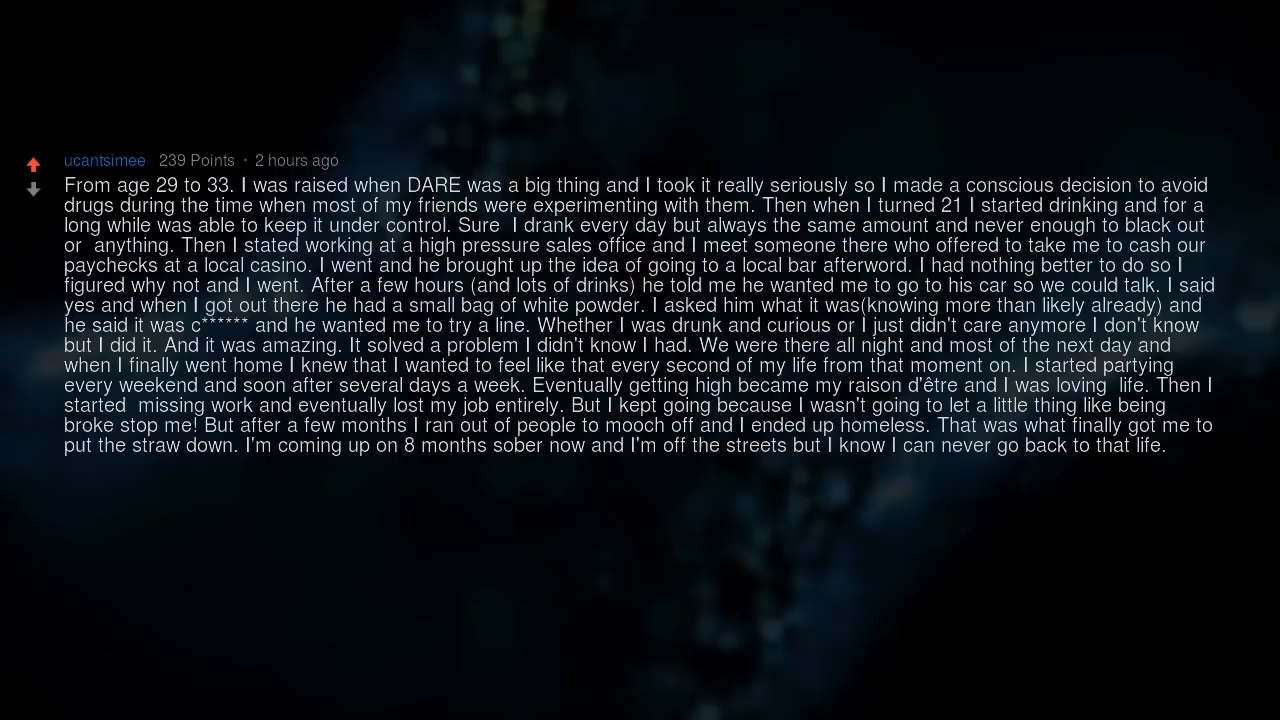 ucantsimee 239 Points · 2 hours ago
From age 29 to 33. I was raised when DARE was a big thing and I took it really seriously so I made a conscious decision to avoid
drugs during the time when most of my friends were experimenting with them. Then when I turned 21 I started drinking and for a
long while was able to keep it under control. Sure  I drank every day but always the same amount and never enough to black out
or  anything. Then I stated working at a high pressure sales office and I meet someone there who offered to take me to cash our
paychecks at a local casino. I went and he brought up the idea of going to a local bar afterword. I had nothing better to do so I
figured why not and I went. After a few hours (and lots of drinks) he told me he wanted me to go to his car so we could talk. I said
yes and when I got out there he had a small bag of white powder. I asked him what it was(knowing more than likely already) and
he said it was c****** and he wanted me to try a line. Whether I was drunk and curious or I just didn't care anymore I don't know
but I did it. And it was amazing. It solved a problem I didn't know I had. We were there all night and most of the next day and
when I finally went home I knew that I wanted to feel like that every second of my life from that moment on. I started partying
every weekend and soon after several days a week. Eventually getting high became my raison d'être and I was loving  life. Then I
started  missing work and eventually lost my job entirely. But I kept going because I wasn't going to let a little thing like being
broke stop me! But after a few months I ran out of people to mooch off and I ended up homeless. That was what finally got me to
put the straw down. I'm coming up on 8 months sober now and I'm off the streets but I know I can never go back to that life.